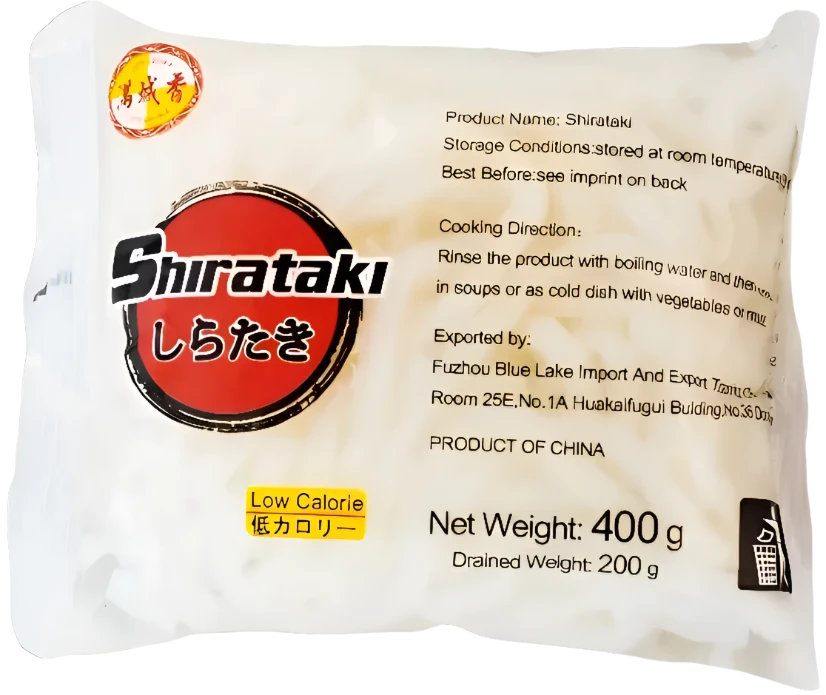 Shirataki
しらたき
Low Calorie
低カロリー
Product Name: Shirataki
Storage Conditions:stored at room temperature
Best Before:see imprint on back
Cooking Direction:
Rinse the product with boiling water and then
in soups or as cold dish with vegetables or
Exported by:
Fuzhou Blue Lake Import And Export
Room 25E,No.1A Huakaifugui Bulding,No.36
PRODUCT OF CHINA
Net Weight: 400 g
Drained Weight: 200 g